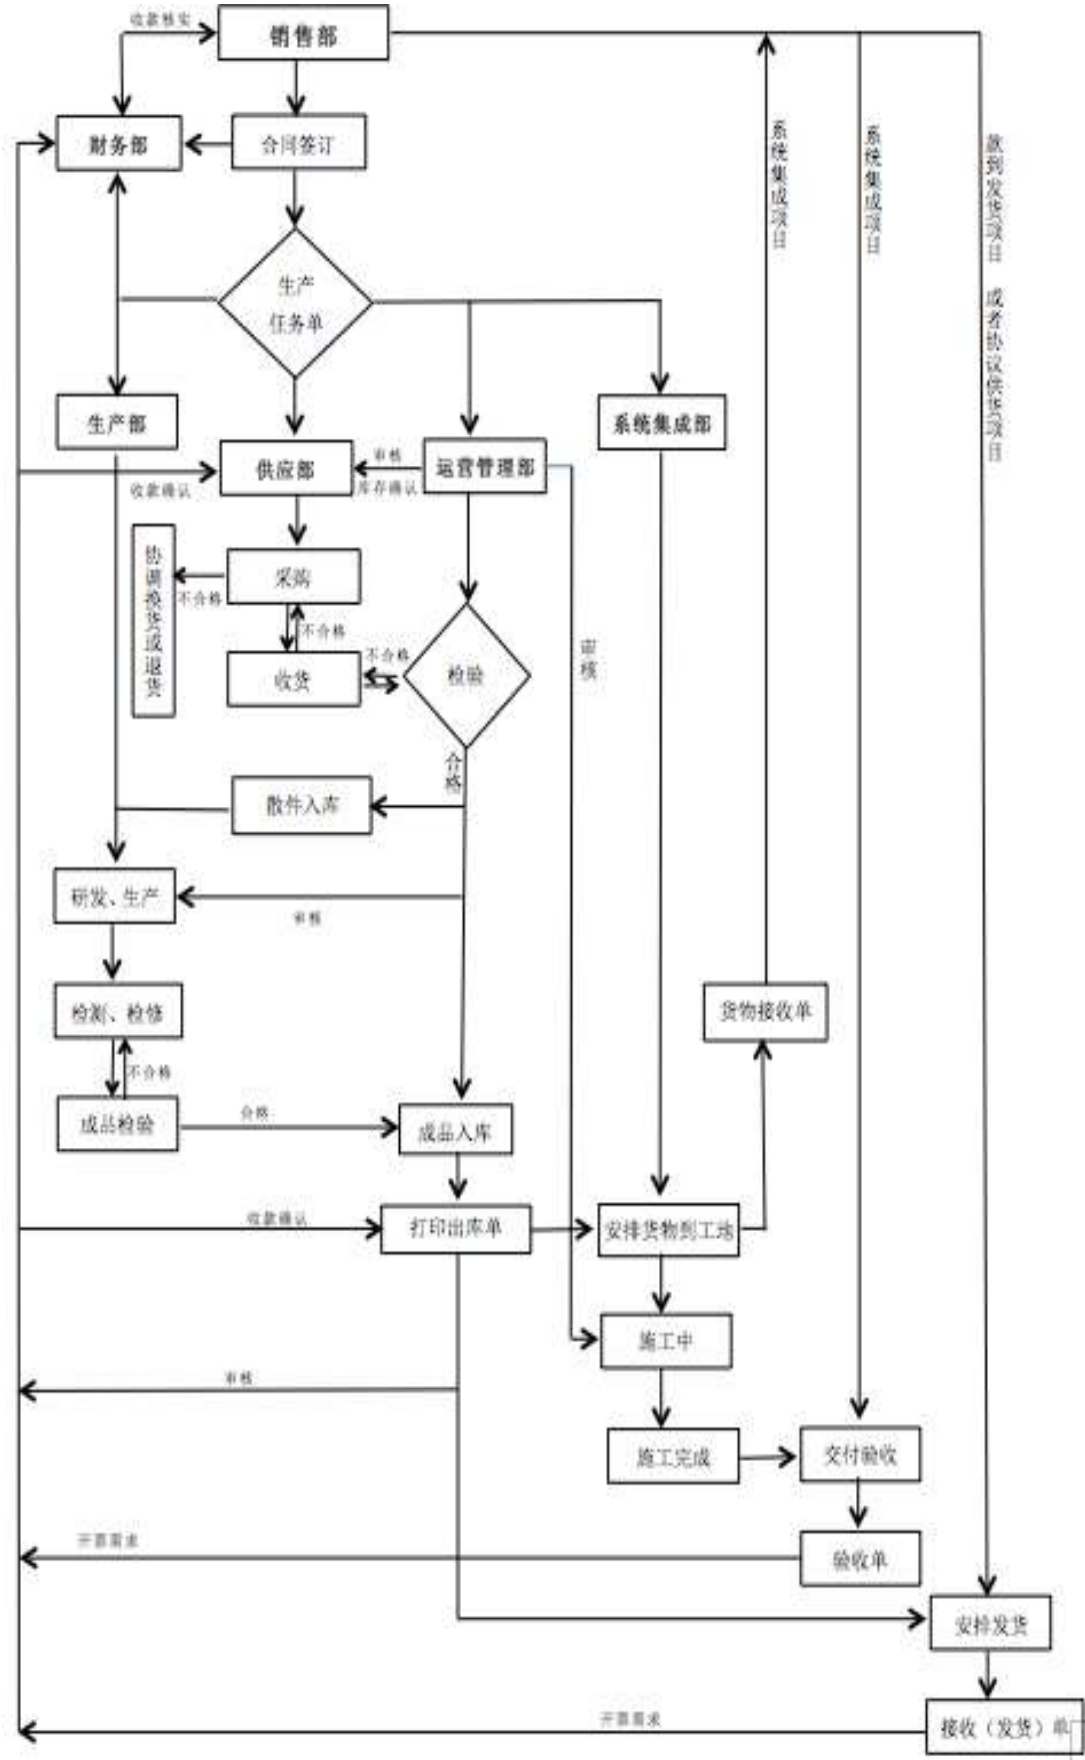 收款核实
销售部
财务部
合同签订
系统集成项目
系统集成项目
款到发货项目 或者协议供货项目
生产
任务单
生产部
系统集成部
供应部
审核
库存确认
运营管理部
收款确认
协调换货或退货
不合格
采购
不合格
收货
不合格
检验
审核
合格
散件入库
研发、生产
审核
检测、检修
货物接收单
不合格
成品检验
合格
成品入库
收款确认
打印出库单
安排货物到工地
施工中
审核
施工完成
交付验收
开票需求
验收单
安排发货
开票需求
接收（发货）单